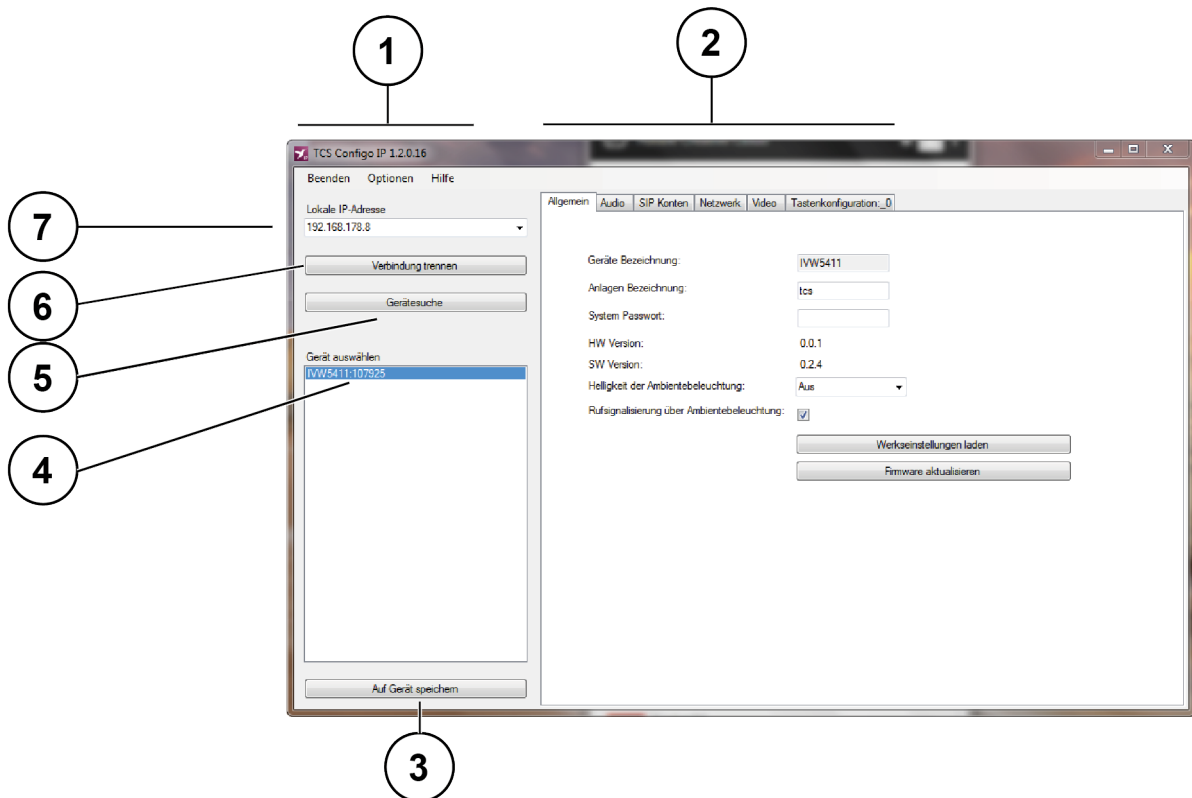 1
2
TCS Configo IP 1.2.0.16
Beenden Optionen Hilfe
Lokale IP-Adresse
192.168.178.8
7
Verbindung trennen
6
Gerätesuche
5
Gerät auswählen
IVW5411:107925
4
Auf Gerät speichern
3
Allgemein Audio SIP Konten Netzwerk Video Tastenkonfiguration:_0
Geräte Bezeichnung: IVW5411
Anlagen Bezeichnung: tcs
System Passwort:
HW Version: 0.0.1
SW Version: 0.2.4
Helligkeit der Ambientebeleuchtung: Aus
Rufsignalisierung über Ambientebeleuchtung:
Werkseinstellungen laden
Firmware aktualisieren